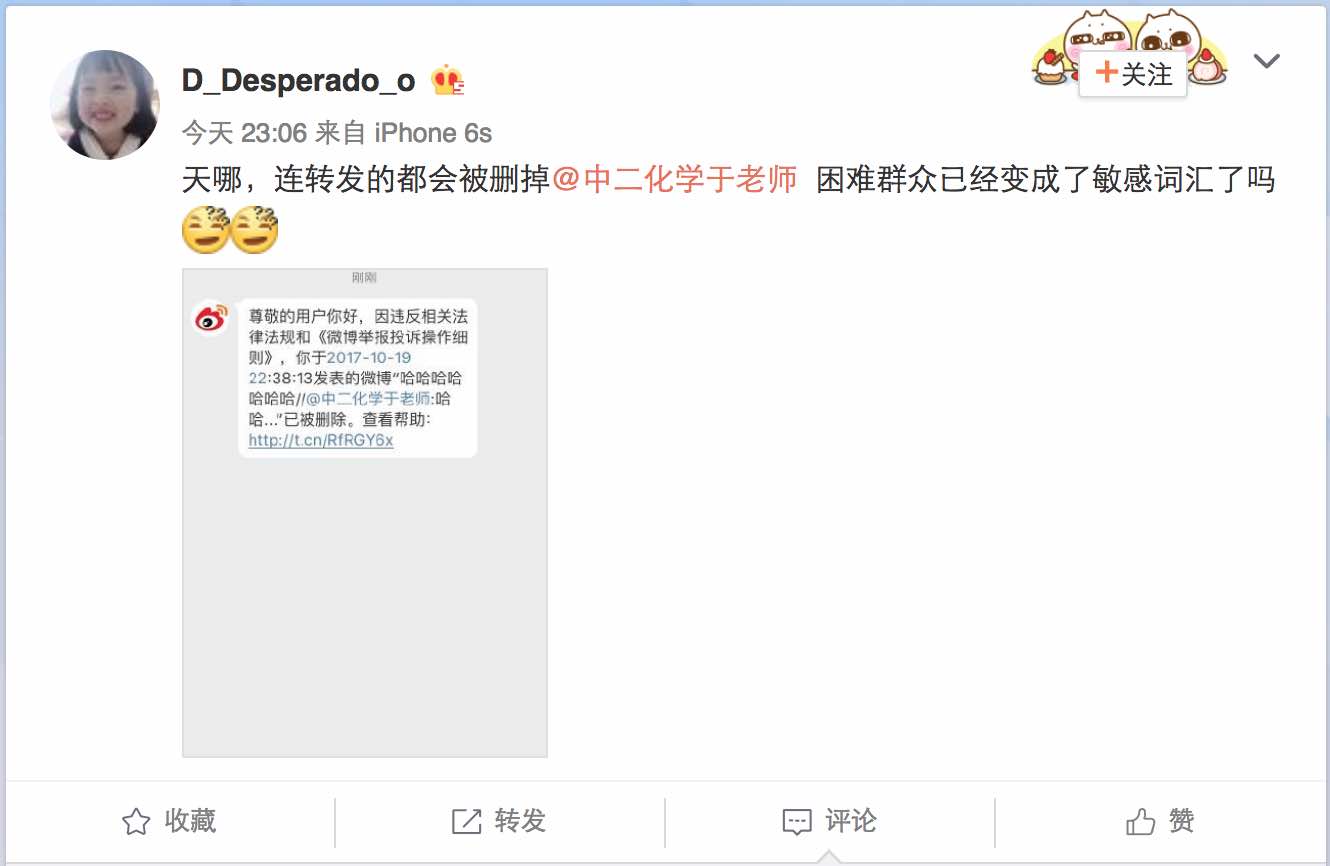 D_Desperado_o
+关注
今天 23:06 来自 iPhone 6s
天哪，连转发的都会被删掉@中二化学于老师 困难群众已经变成了敏感词汇了吗
刚刚
尊敬的用户你好，因违反相关法
律法规和《微博举报投诉操作细
则》，你于2017-10-19
22:38:13发表的微博“哈哈哈哈
哈哈哈//@中二化学于老师:哈
哈...”已被删除。查看帮助：
http://t.cn/RfRGY6x
收藏
转发
评论
赞